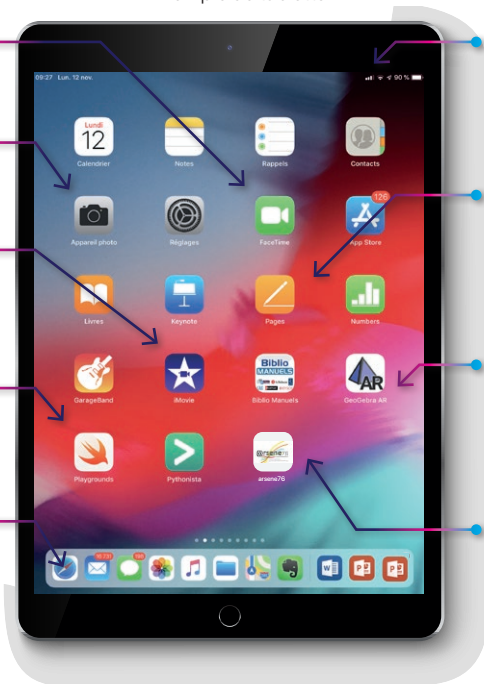 09:27 Lun. 12 nov.
90 %
Lundi
12
Calendrier
Notes
Rappels
Contacts
126
Appareil photo
Réglages
FaceTime
App Store
Livres
Keynote
Pages
Numbers
Biblio
MANUELS
AR
GarageBand
iMovie
Biblio Manuels
GeoGebra AR
@rsene76
Playgrounds
Pythonista
arsene76
W
P
P